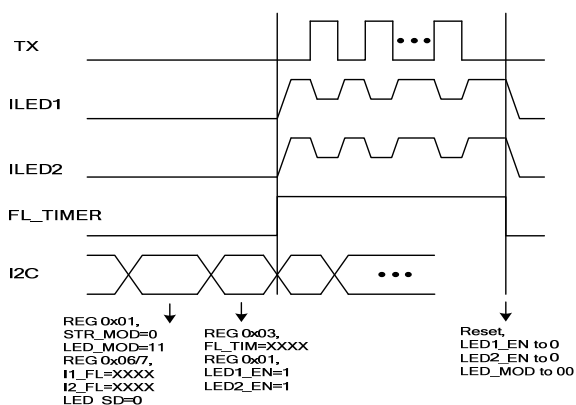 TX
ILED1
ILED2
FL_TIMER
I2C
REG 0x01,
STR_MOD=0
LED_MOD=11
REG 0x06/7,
I1_FL=XXXX
I2_FL=XXXX
LED_SD=0
REG 0x03,
FL_TIM=XXXX
REG 0x01,
LED1_EN=1
LED2_EN=1
Reset,
LED1_EN to 0
LED2_EN to 0
LED_MOD to 00